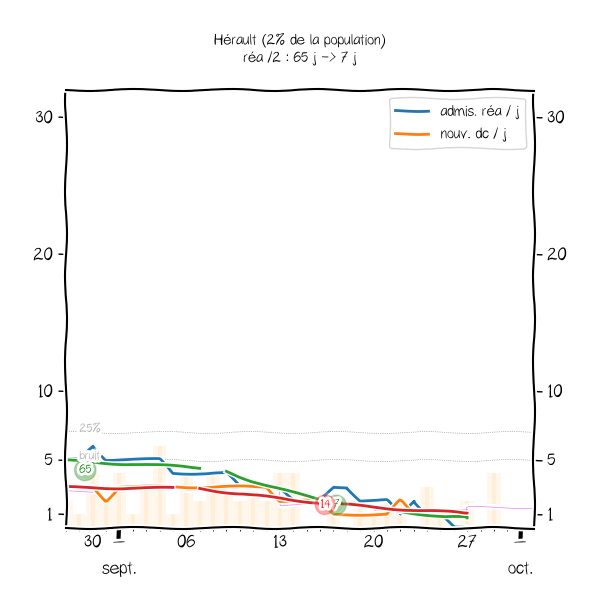 Hérault (2% de la population)
réa /2 : 65 j -> 7 j
admis. réa / j
nouv. dc / j
30
30
20
20
10
10
25%
bruit
5
5
65
14
7
1
1
30
06
13
20
27
sept.
oct.